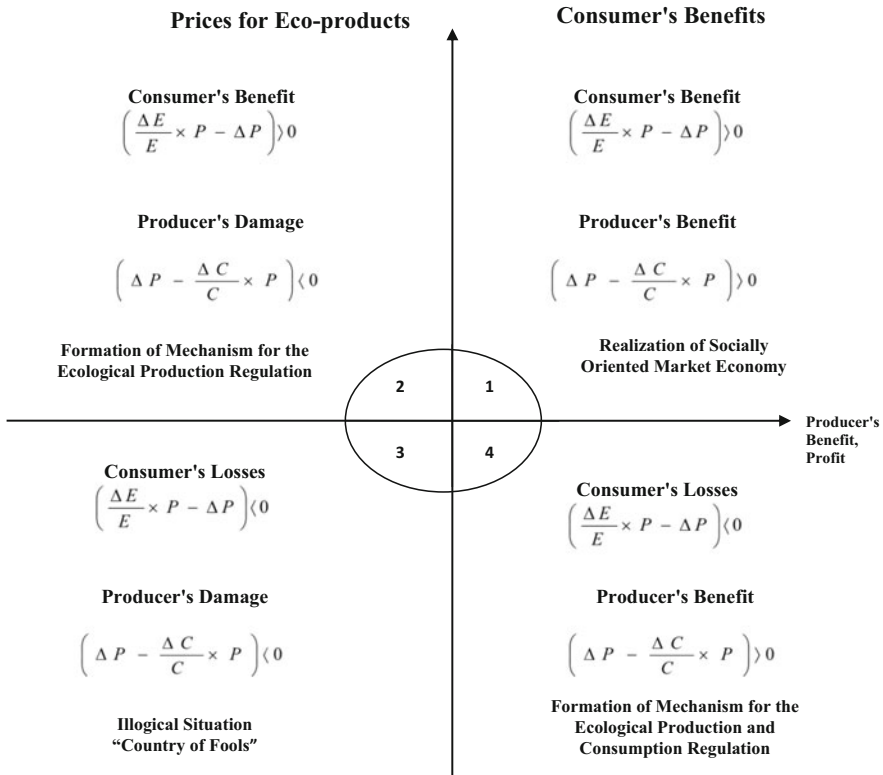 Prices for Eco-products
Consumer's Benefits
Consumer's Benefit
( ΔE/E × P − ΔP ) ⟩ 0
Producer's Damage
( ΔP − ΔC/C × P ) ⟨ 0
Formation of Mechanism for the
Ecological Production Regulation
Consumer's Benefit
( ΔE/E × P − ΔP ) ⟩ 0
Producer's Benefit
( ΔP − ΔC/C × P ) ⟩ 0
Realization of Socially
Oriented Market Economy
2
1
3
4
Producer's
Benefit,
Profit
Consumer's Losses
( ΔE/E × P − ΔP ) ⟨ 0
Producer's Damage
( ΔP − ΔC/C × P ) ⟨ 0
Illogical Situation
“Country of Fools”
Consumer's Losses
( ΔE/E × P − ΔP ) ⟨ 0
Producer's Benefit
( ΔP − ΔC/C × P ) ⟩ 0
Formation of Mechanism for the
Ecological Production and
Consumption Regulation